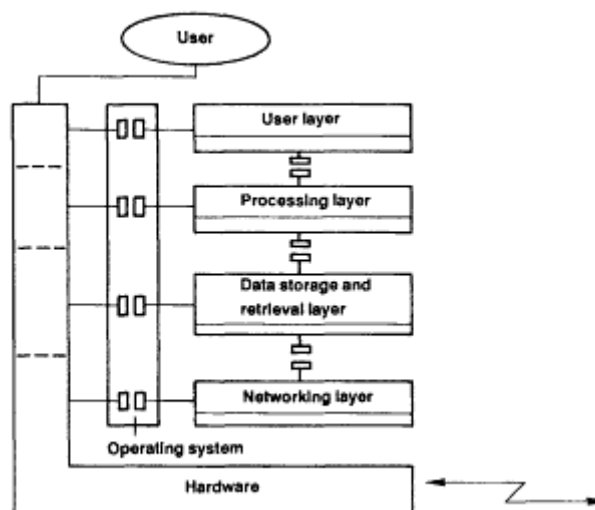 User
User layer
Processing layer
Data storage and
retrieval layer
Networking layer
Operating system
Hardware